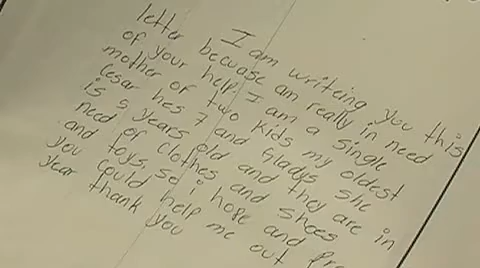 I am writeing you this
letter becuase am really in need
of your help. I am a single
mother of two kids my oldest
Cesar hes 7 and Gladys she
is 5 years old and they are in
need of clothes and shoes
and toys, so i hope and pr
you could help me out
year thank you